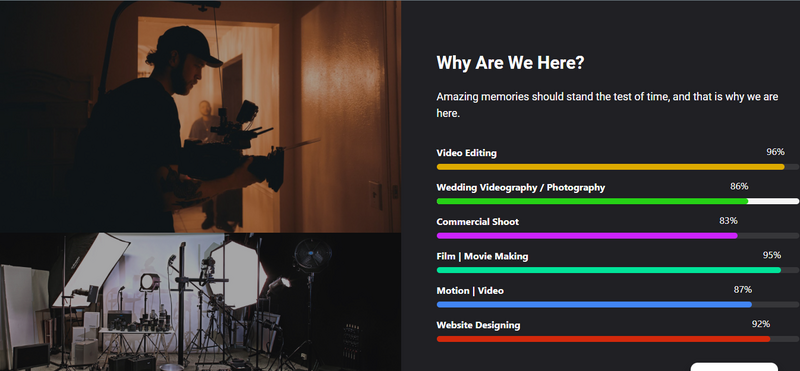 Why Are We Here?
Amazing memories should stand the test of time, and that is why we are
here.
Video Editing 96%
Wedding Videography / Photography 86%
Commercial Shoot 83%
Film | Movie Making 95%
Motion | Video 87%
Website Designing 92%